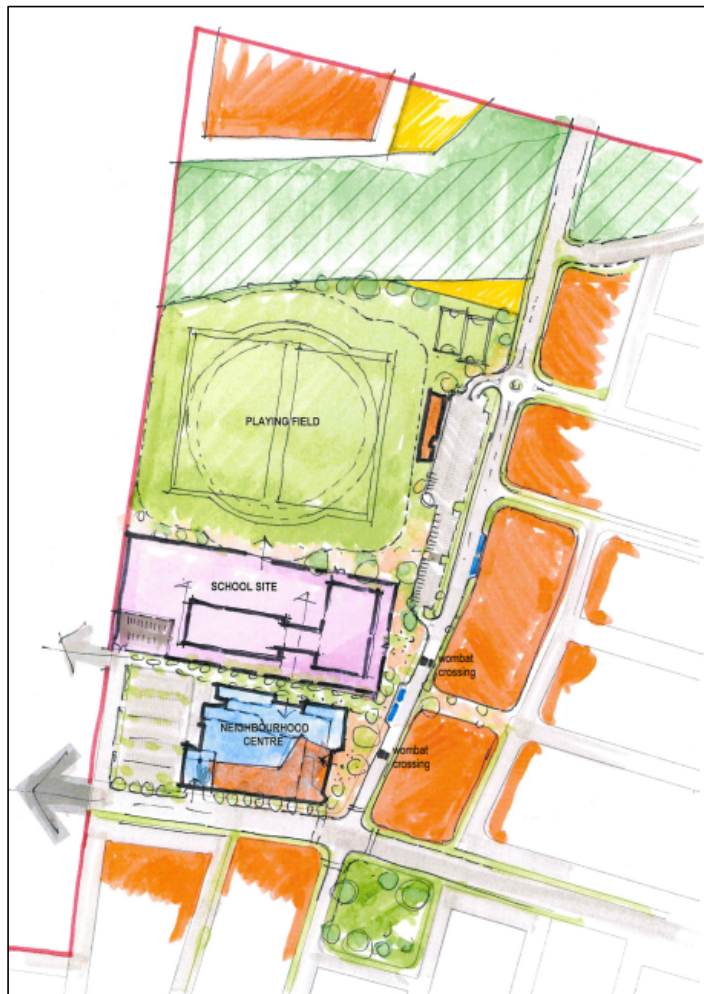 PLAYING FIELD
SCHOOL SITE
wombat
crossing
NEIGHBOURHOOD
CENTRE
wombat
crossing